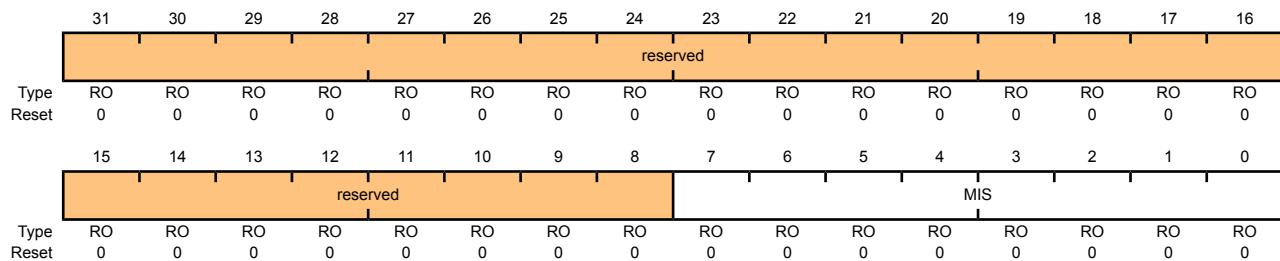 31 30 29 28 27 26 25 24 23 22 21 20 19 18 17 16
reserved
Type RO RO RO RO RO RO RO RO RO RO RO RO RO RO RO RO
Reset 0 0 0 0 0 0 0 0 0 0 0 0 0 0 0 0
15 14 13 12 11 10 9 8 7 6 5 4 3 2 1 0
reserved MIS
Type RO RO RO RO RO RO RO RO RO RO RO RO RO RO RO RO
Reset 0 0 0 0 0 0 0 0 0 0 0 0 0 0 0 0